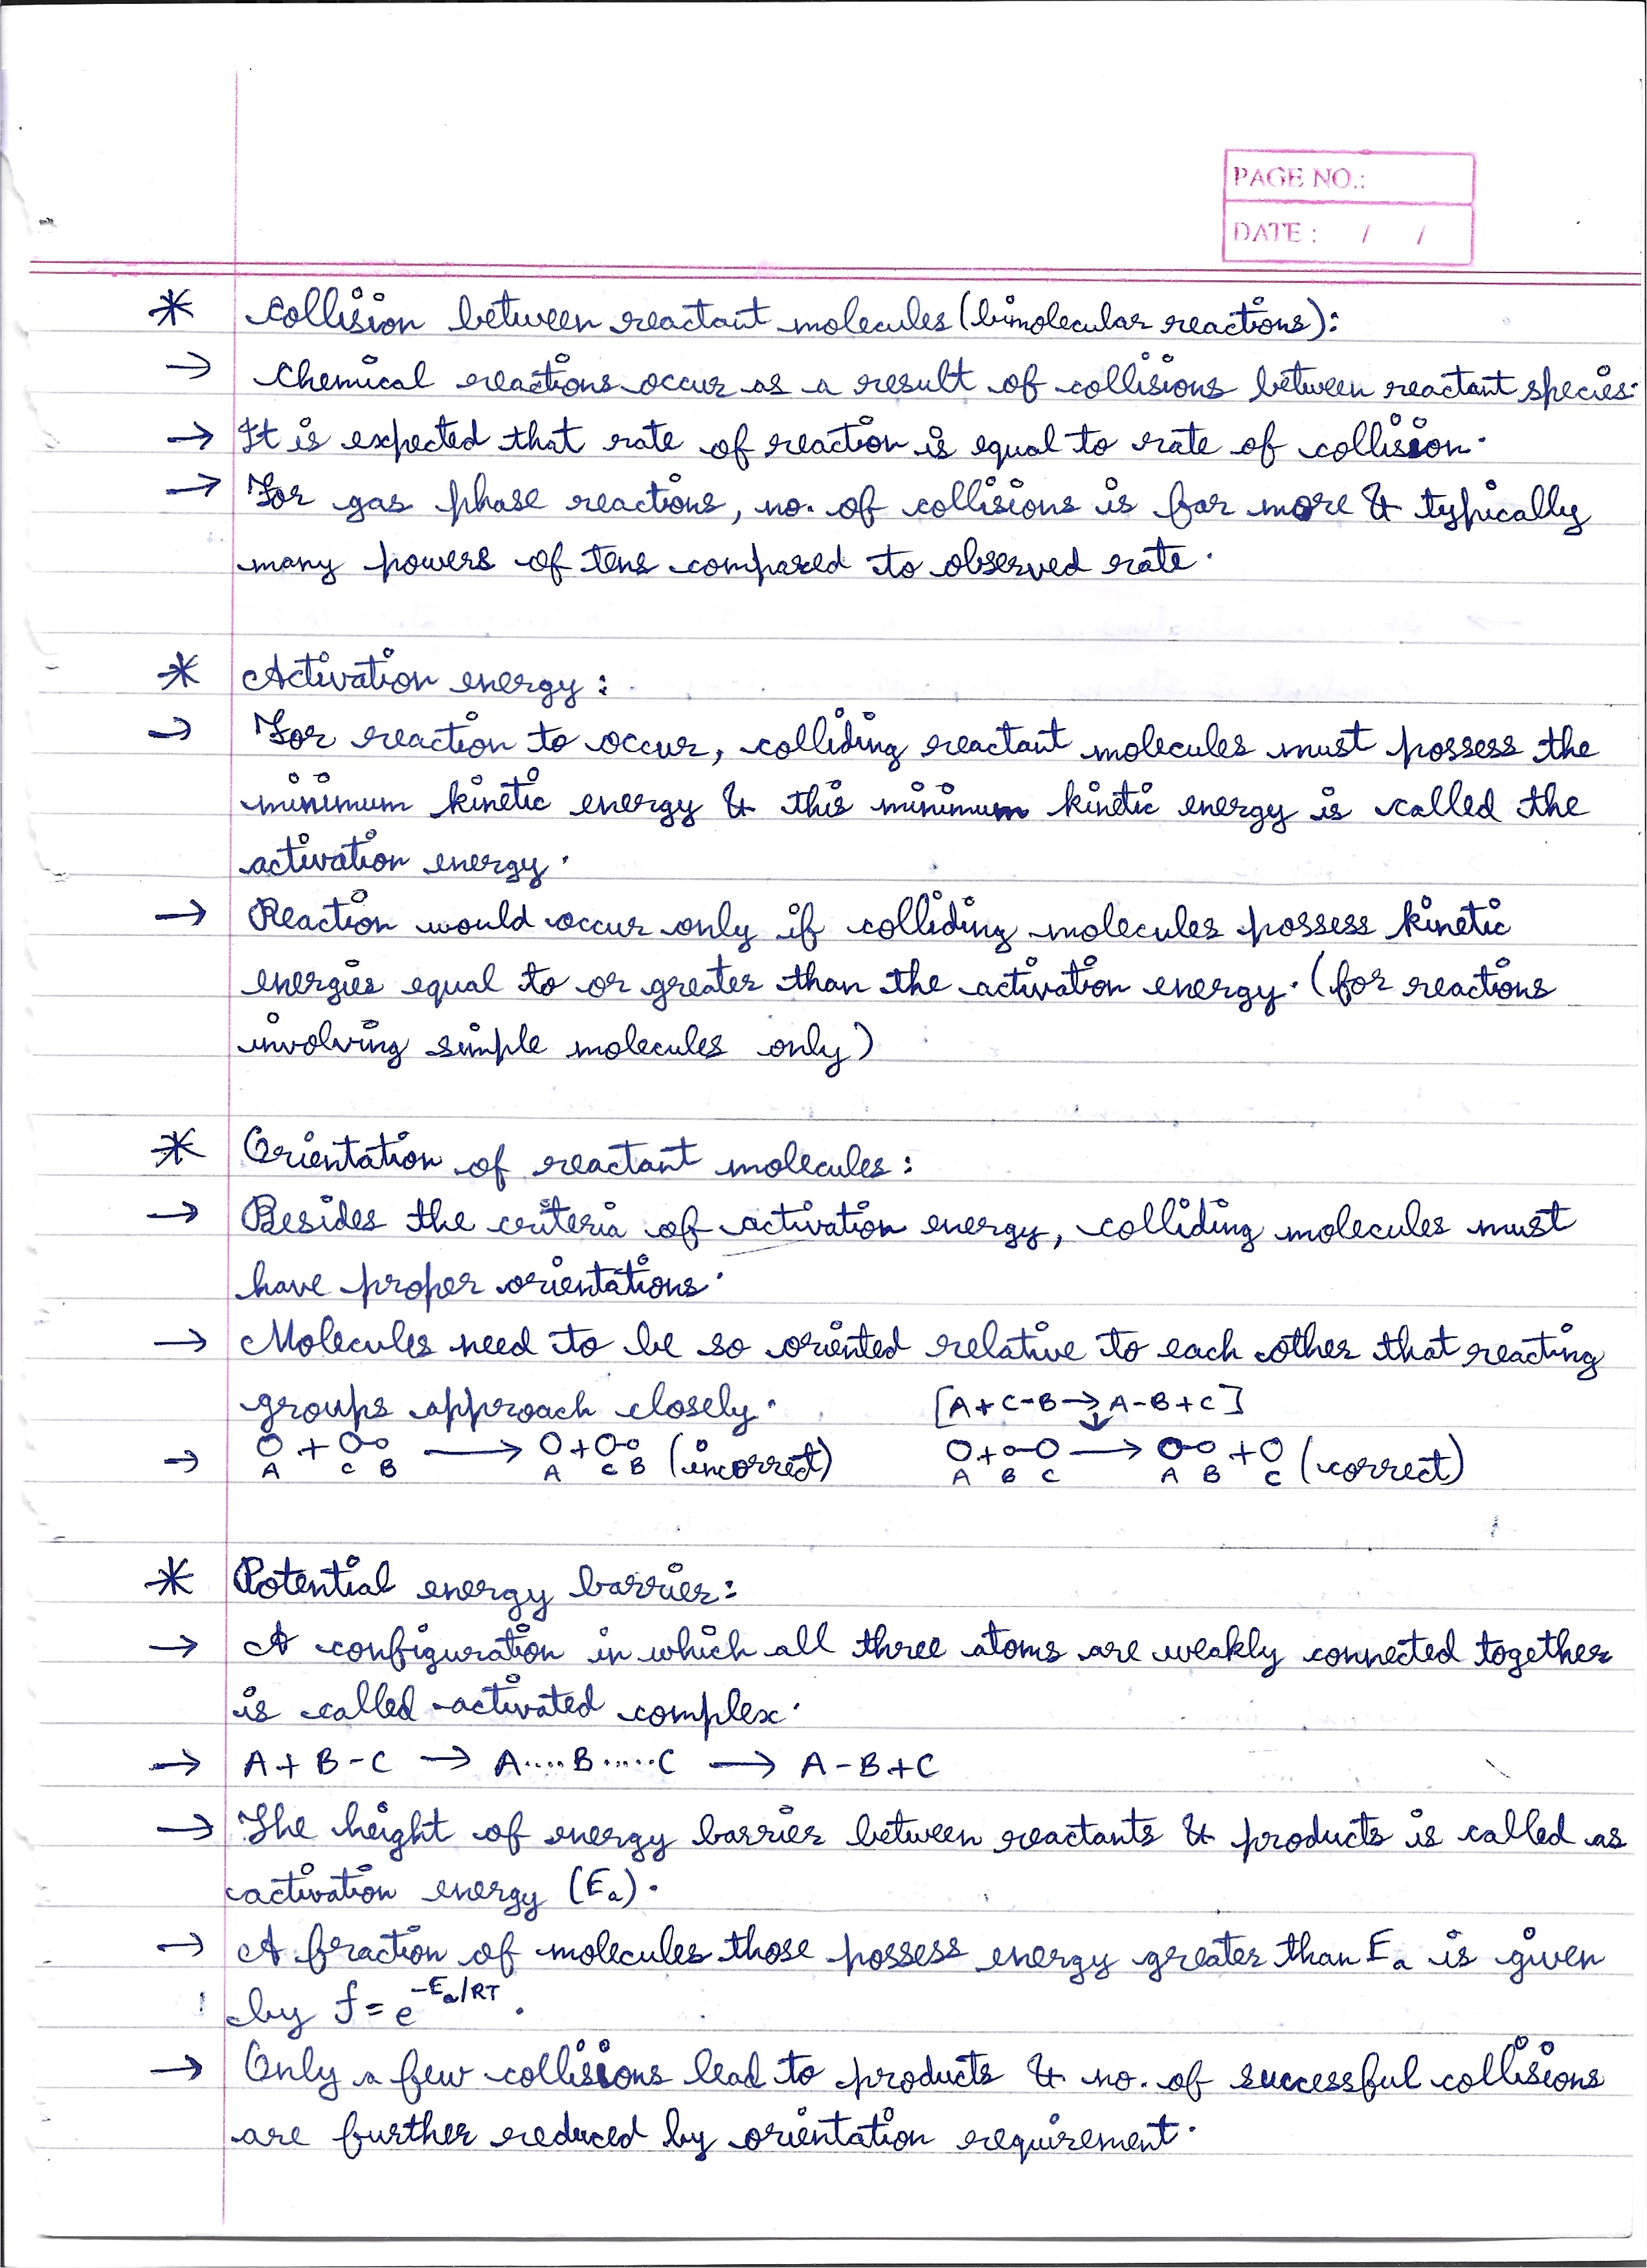 PAGE NO.:
DATE : / /
* Collision between reactant molecules (bimolecular reactions):
→ Chemical reactions occur as a result of collisions between reactant species.
→ It is expected that rate of reaction is equal to rate of collision.
→ For gas phase reactions, no. of collisions is far more & typically
many powers of tens compared to observed rate.
* Activation energy:
→ For reaction to occur, colliding reactant molecules must possess the
minimum kinetic energy & this minimum kinetic energy is called the
activation energy.
→ Reaction would occur only if colliding molecules possess kinetic
energies equal to or greater than the activation energy. (for reactions
involving simple molecules only)
* Orientation of reactant molecules:
→ Besides the criteria of activation energy, colliding molecules must
have proper orientations.
→ Molecules need to be so oriented relative to each other that reacting
groups approach closely. [A+C-B→A-B+C]
→ A + C B → A + C B (incorrect) A + B C → A B + C (correct)
* Potential energy barrier:
→ A configuration in which all three atoms are weakly connected together
is called activated complex.
→ A + B - C → A....B.....C → A - B + C
→ The height of energy barrier between reactants & products is called as
activation energy (Eₐ).
→ A fraction of molecules those possess energy greater than Eₐ is given
by f = e^-Eₐ/RT.
→ Only a few collisions lead to products & no. of successful collisions
are further reduced by orientation requirement.